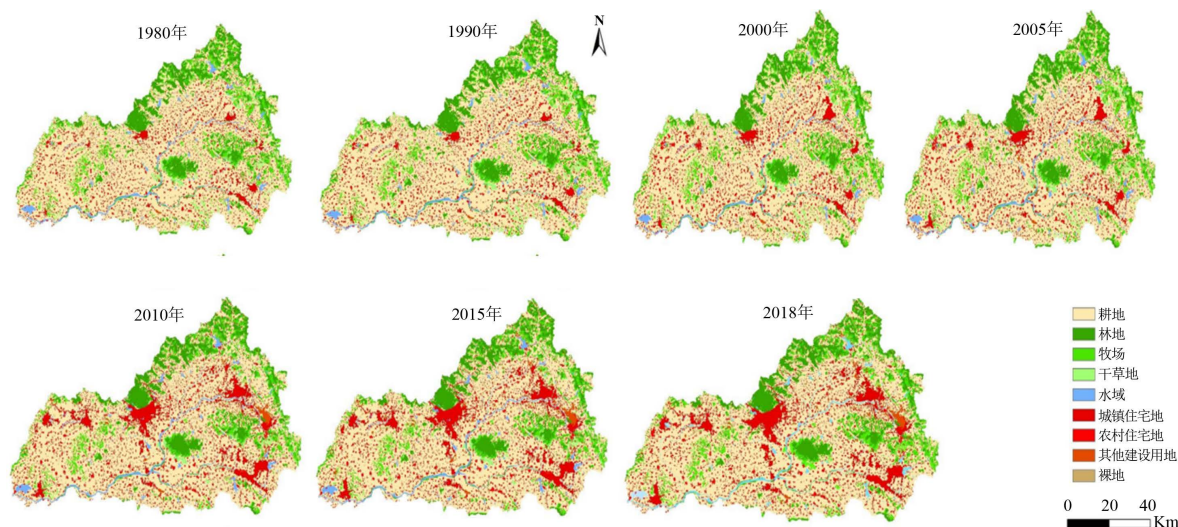 1980年
1990年
N
2000年
2005年
2010年
2015年
2018年
耕地
林地
牧场
干草地
水域
城镇住宅地
农村住宅地
其他建设用地
裸地
0 20 40
Km